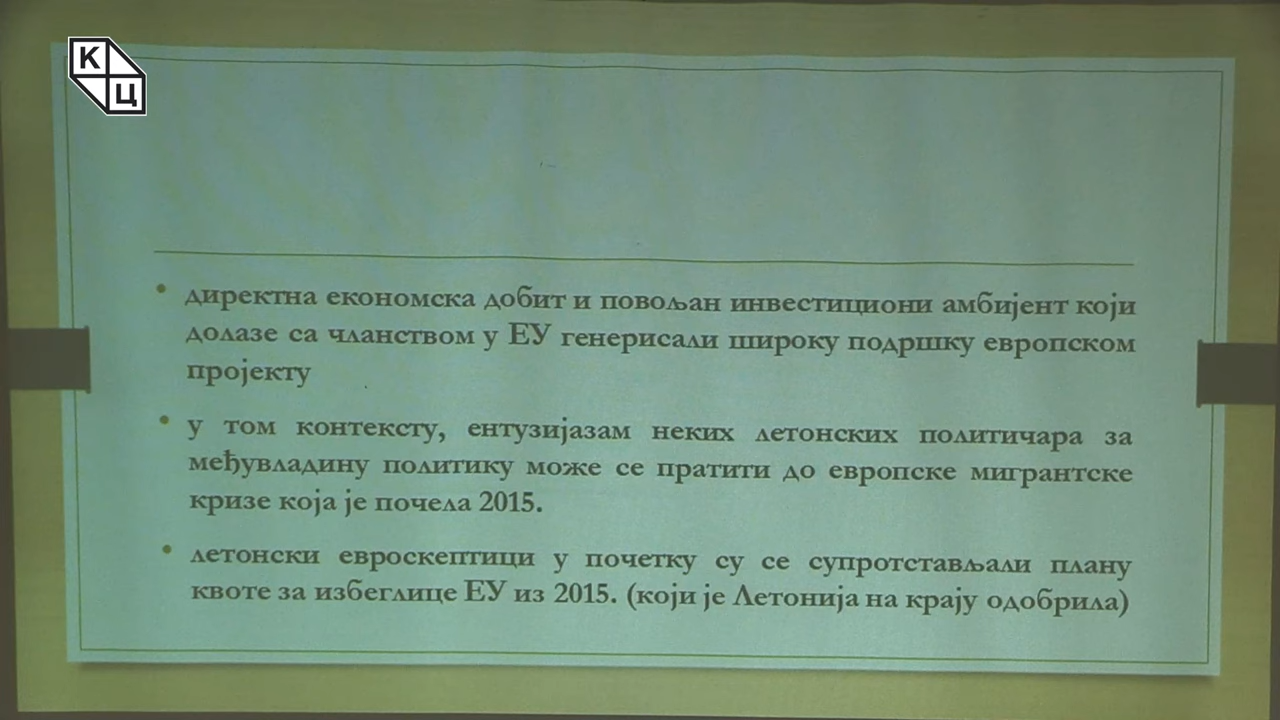 К
Ц
директна економска добит и повољан инвестициони амбијент који
долазе са чланством у ЕУ генерисали широку подршку европском
пројекту
у том контексту, ентузијазам неких летонских политичара за
међувладину политику може се пратити до европске мигрантске
кризе која је почела 2015.
летонски евроскептици у почетку су се супротстављали плану
квоте за избеглице ЕУ из 2015. (који је Летонија на крају одобрила)